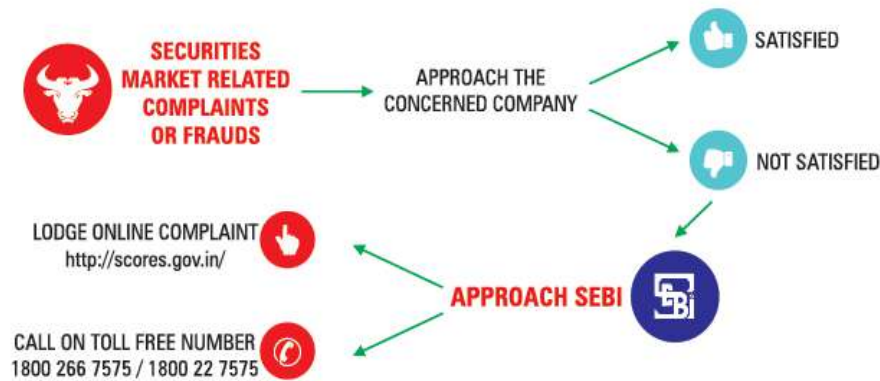 SECURITIES
MARKET RELATED
COMPLAINTS
OR FRAUDS
APPROACH THE
CONCERNED COMPANY
SATISFIED
NOT SATISFIED
APPROACH SEBI
SEBI
LODGE ONLINE COMPLAINT
http://scores.gov.in/
CALL ON TOLL FREE NUMBER
1800 266 7575 / 1800 22 7575